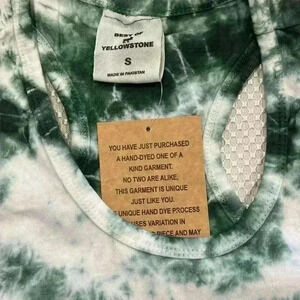 BEST OF
YELLOWSTONE
S
MADE IN PAKISTAN
YOU HAVE JUST PURCHASED
A HAND-DYED ONE OF A
KIND GARMENT.
NO TWO ARE ALIKE,
THIS GARMENT IS UNIQUE
JUST LIKE YOU.
UNIQUE HAND DYE PROCESS
USES VARIATION IN
PIECE AND MAY